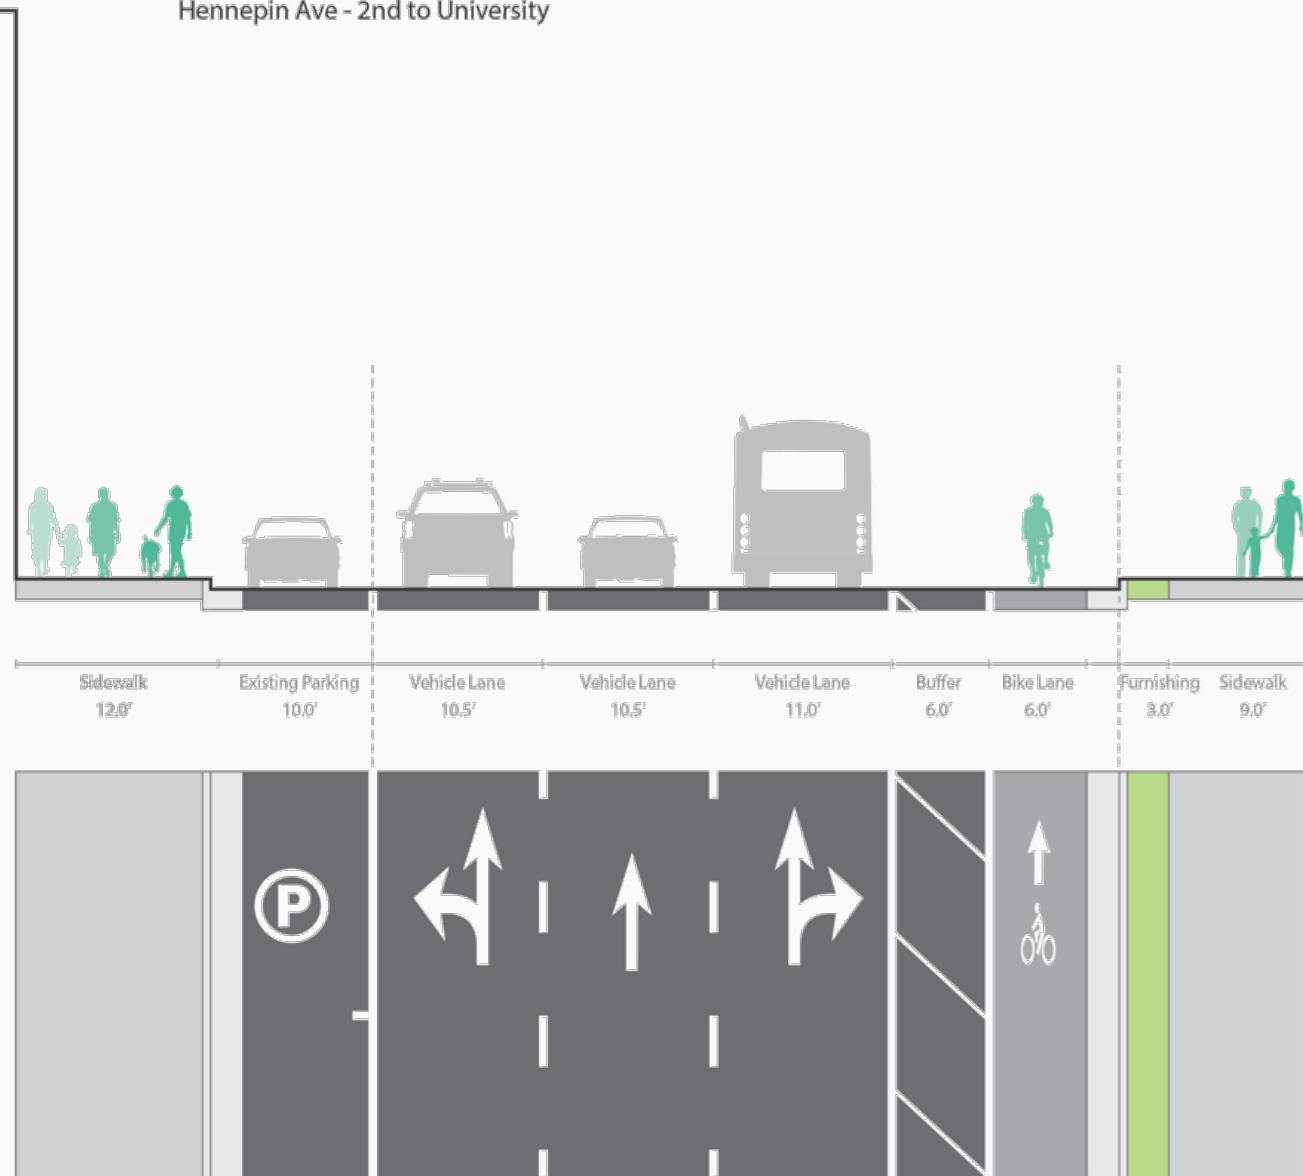 Hennepin Ave - 2nd to University
Sidewalk Existing Parking Vehicle Lane Vehicle Lane Vehicle Lane Buffer Bike Lane Furnishing Sidewalk
12.0' 10.0' 10.5' 10.5' 11.0' 6.0' 6.0' 3.0' 9.0'
P